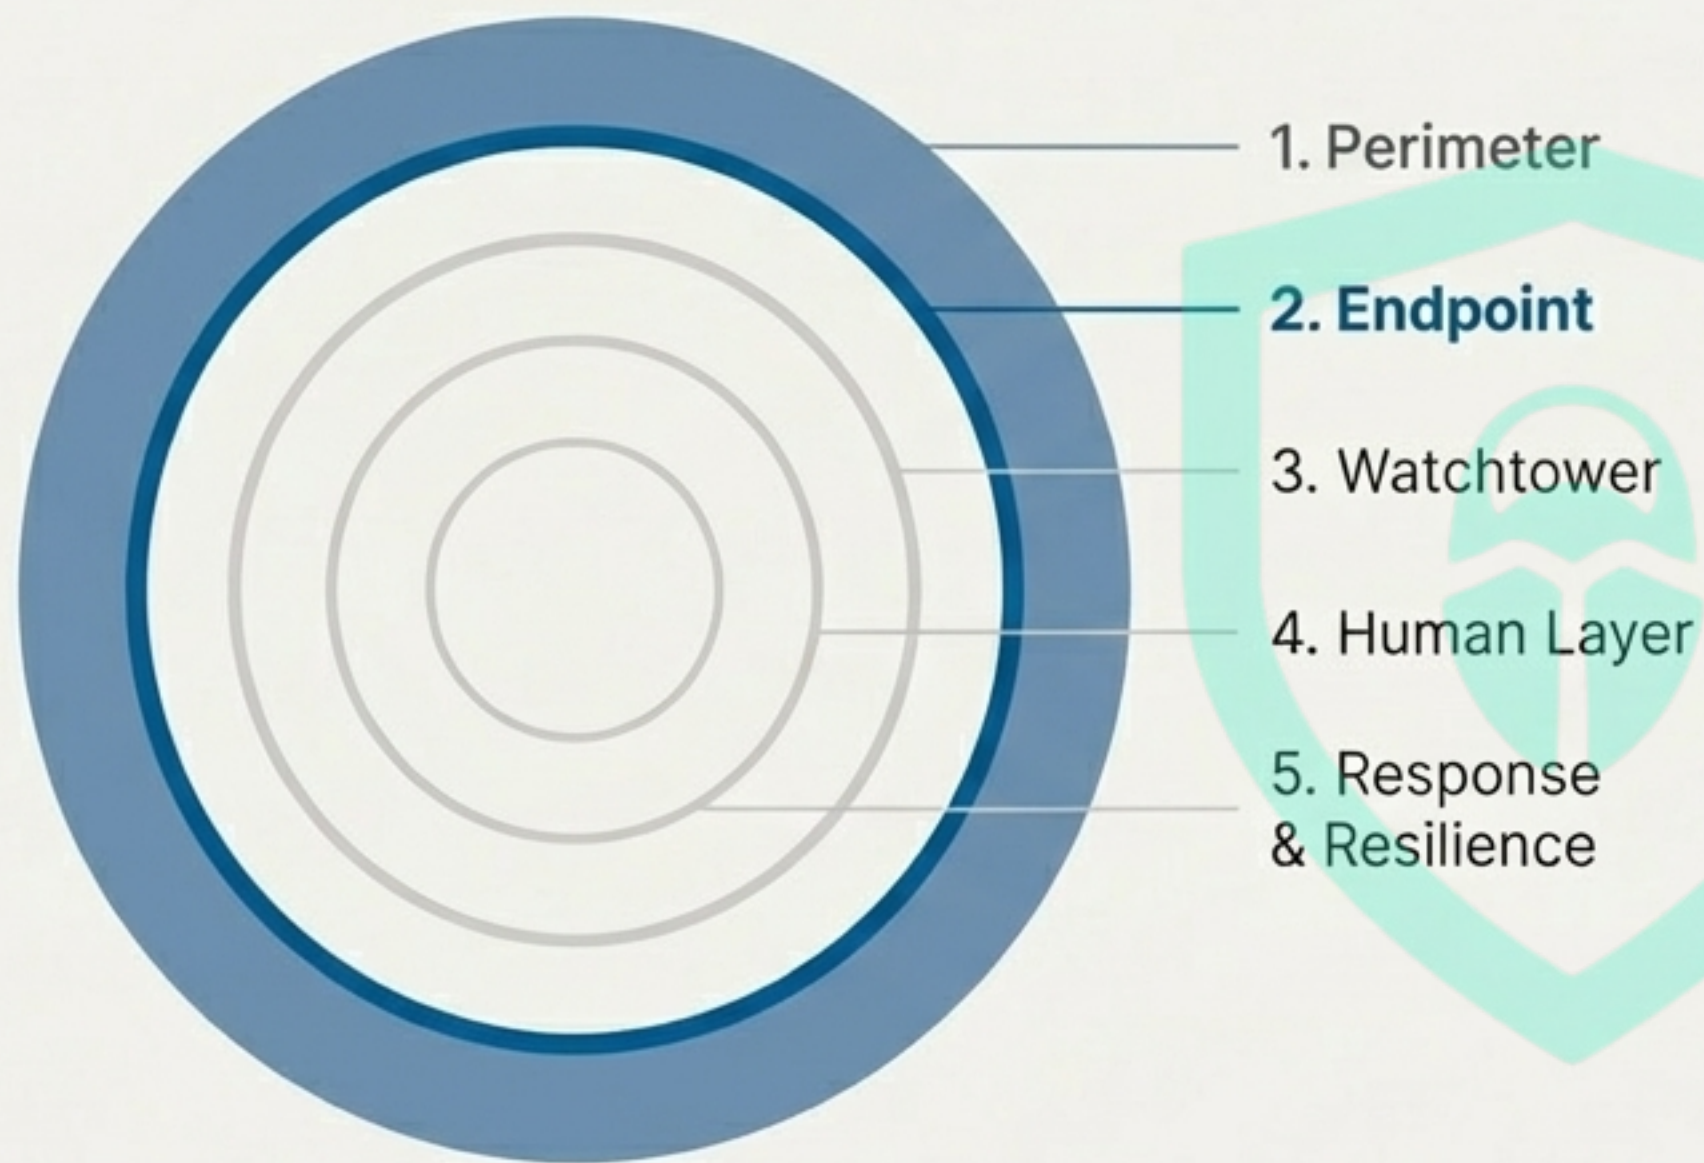 1. Perimeter
2. Endpoint
3. Watchtower
4. Human Layer
5. Response
& Resilience